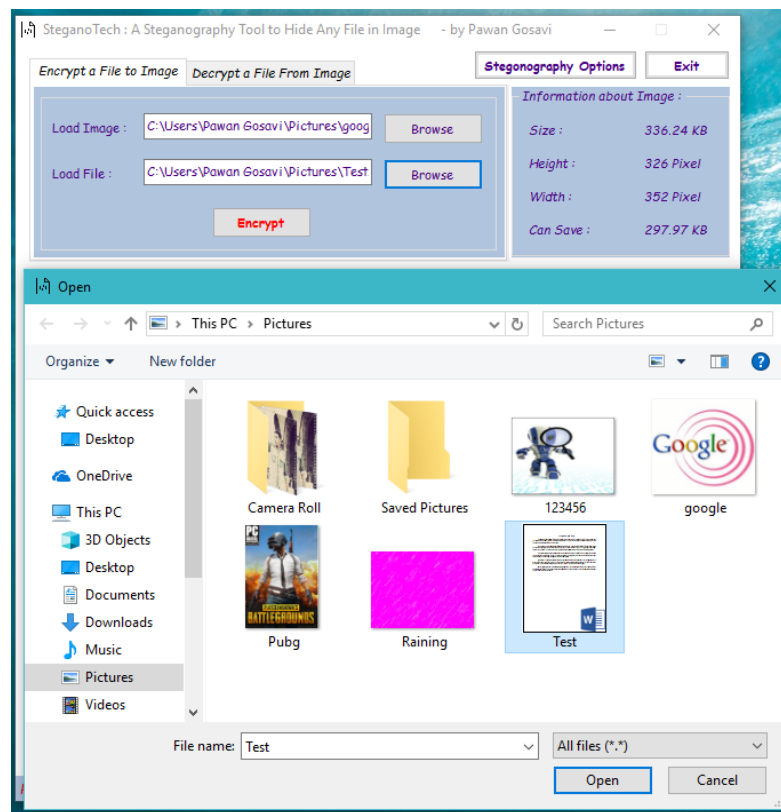 SteganoTech : A Steganography Tool to Hide Any File in Image - by Pawan Gosavi
Encrypt a File to Image
Decrypt a File From Image
Stegonography Options
Exit
Load Image :
C:\Users\Pawan Gosavi\Pictures\goog
Browse
Load File :
C:\Users\Pawan Gosavi\Pictures\Test
Browse
Encrypt
Information about Image :
Size : 336.24 KB
Height : 326 Pixel
Width : 352 Pixel
Can Save : 297.97 KB
Open
This PC > Pictures
Search Pictures
Organize
New folder
Quick access
Desktop
OneDrive
This PC
3D Objects
Desktop
Documents
Downloads
Music
Pictures
Videos
Camera Roll
Saved Pictures
123456
Google
google
PC
BATTLEGROUNDS
Pubg
Raining
W
Test
File name: Test
All files (*.*)
Open
Cancel